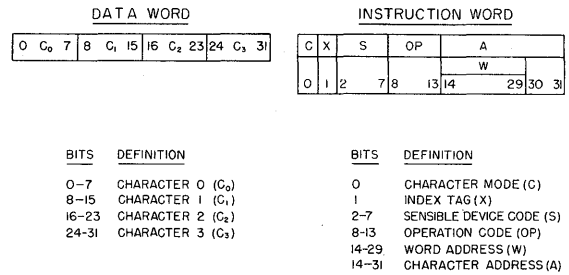 DATA WORD
0 C₀ 7 8 C₁ 15 16 C₂ 23 24 C₃ 31
BITS DEFINITION
0-7 CHARACTER 0 (C₀)
8-15 CHARACTER 1 (C₁)
16-23 CHARACTER 2 (C₂)
24-31 CHARACTER 3 (C₃)
INSTRUCTION WORD
C X S OP A
W
0 1 2 7 8 13 14 29 30 31
BITS DEFINITION
0 CHARACTER MODE (C)
1 INDEX TAG (X)
2-7 SENSIBLE DEVICE CODE (S)
8-13 OPERATION CODE (OP)
14-29 WORD ADDRESS (W)
14-31 CHARACTER ADDRESS (A)